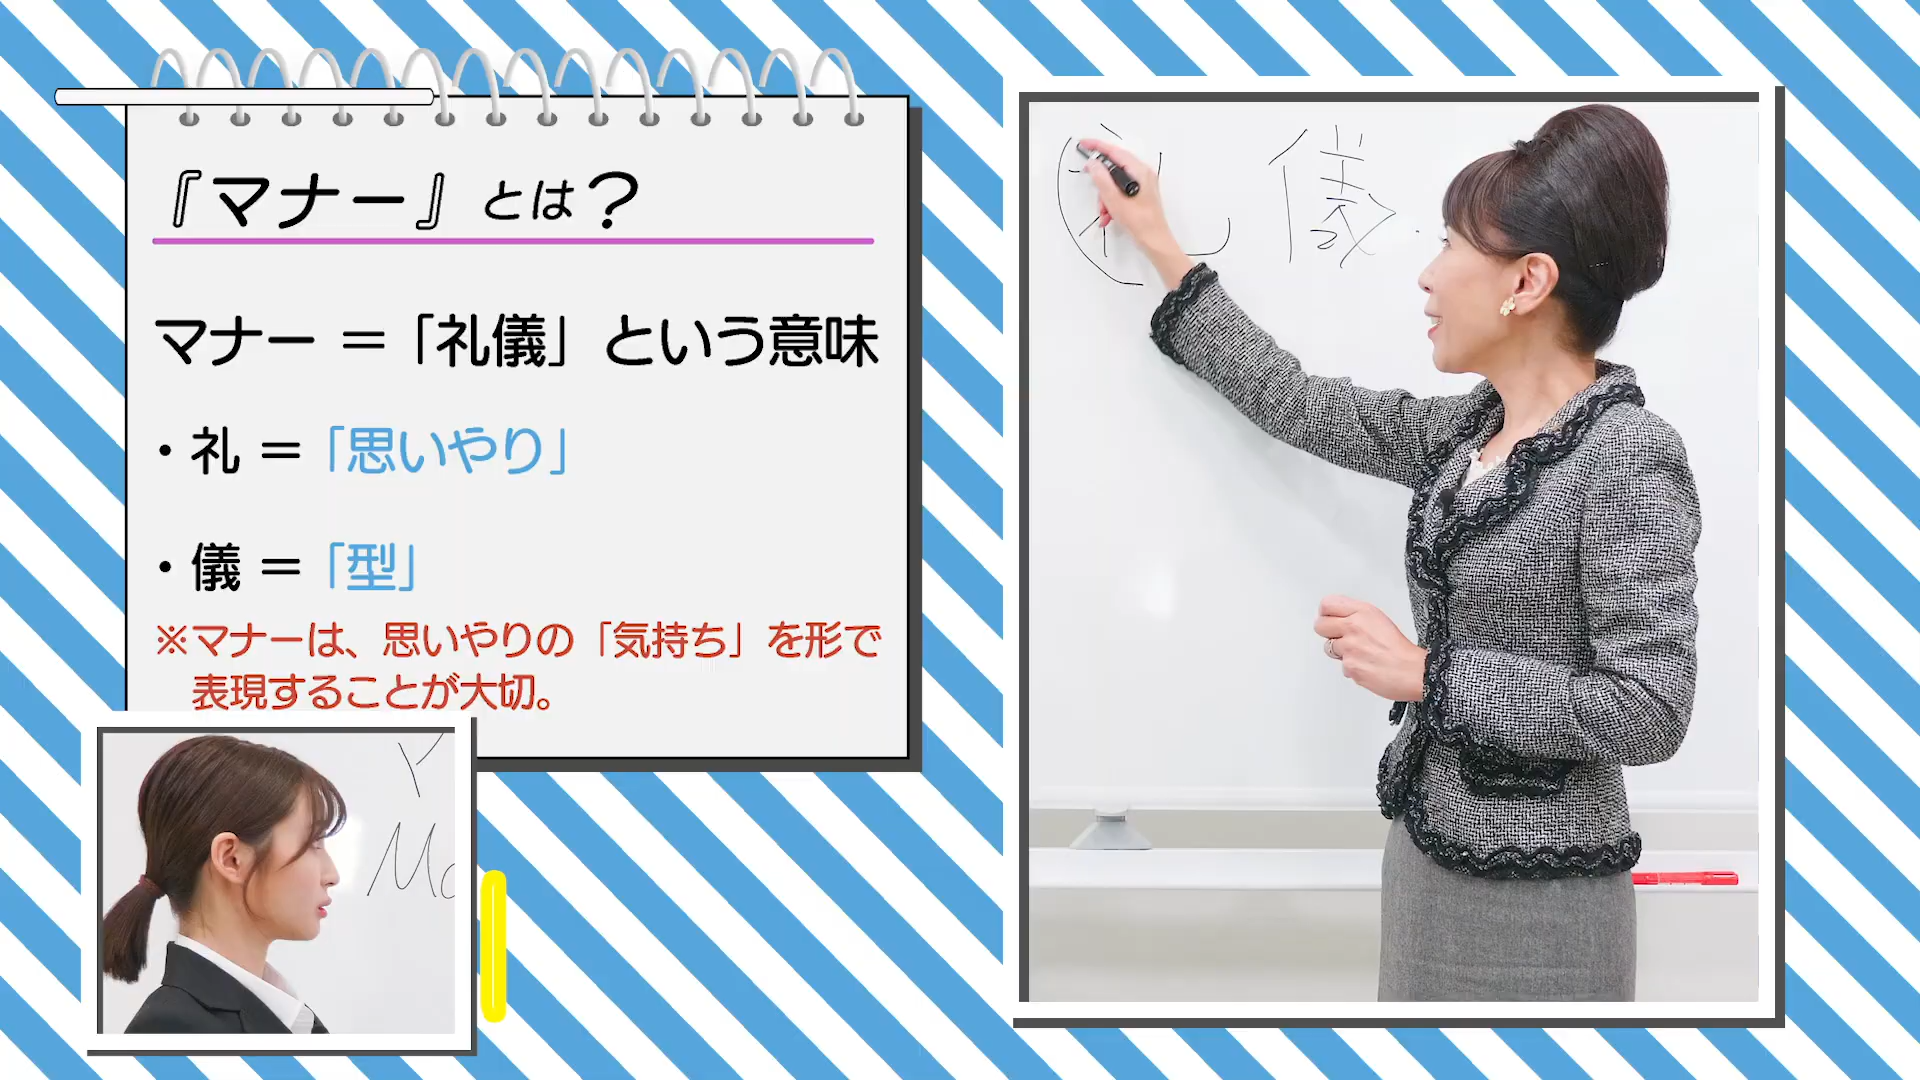 『マナー』とは？
マナー＝「礼儀」という意味
・礼＝「思いやり」
・儀＝「型」
※マナーは、思いやりの「気持ち」を形で
表現することが大切。
礼儀